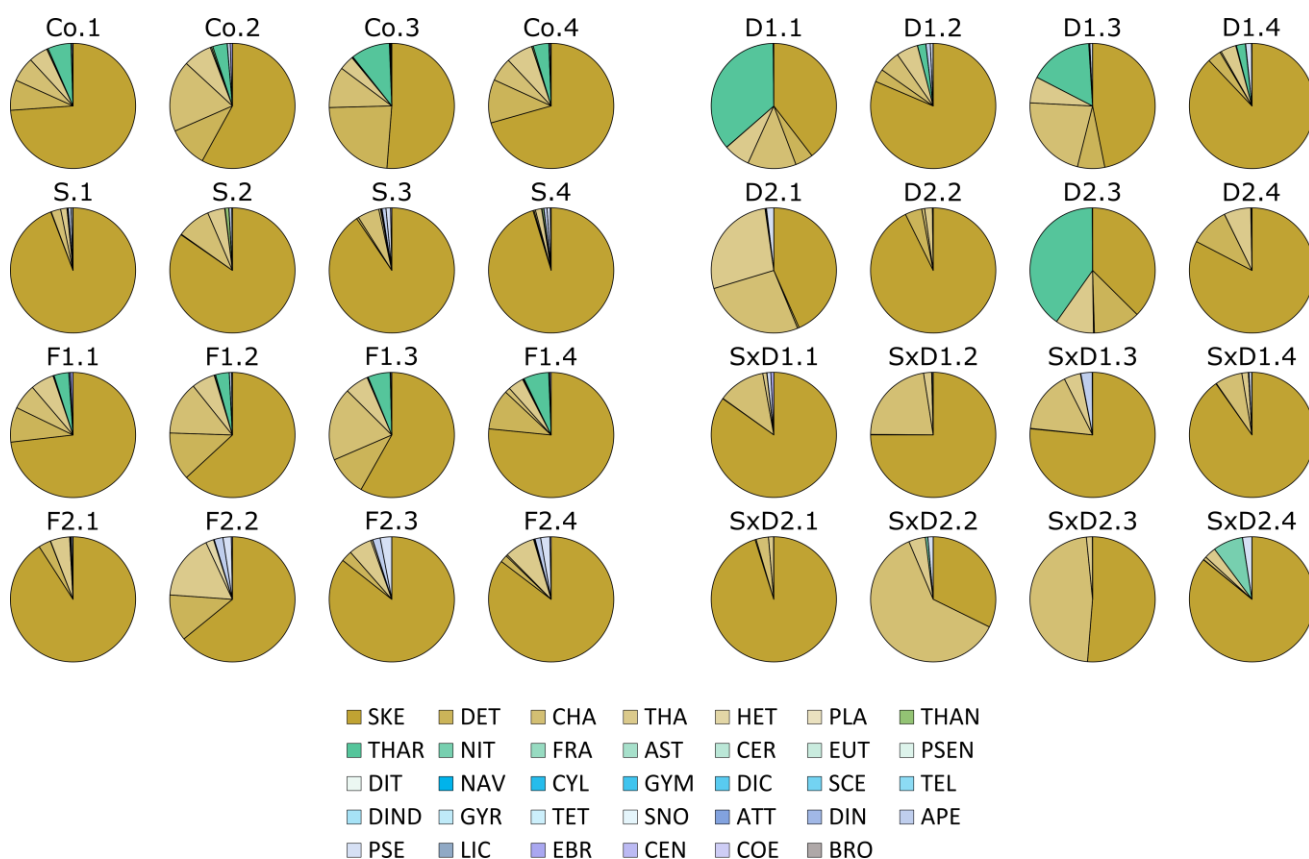 Co.1 Co.2 Co.3 Co.4 D1.1 D1.2 D1.3 D1.4
S.1 S.2 S.3 S.4 D2.1 D2.2 D2.3 D2.4
F1.1 F1.2 F1.3 F1.4 SxD1.1 SxD1.2 SxD1.3 SxD1.4
F2.1 F2.2 F2.3 F2.4 SxD2.1 SxD2.2 SxD2.3 SxD2.4
SKE DET CHA THA HET PLA THAN
THAR NIT FRA AST CER EUT PSEN
DIT NAV CYL GYM DIC SCE TEL
DIND GYR TET SNO ATT DIN APE
PSE LIC EBR CEN COE BRO